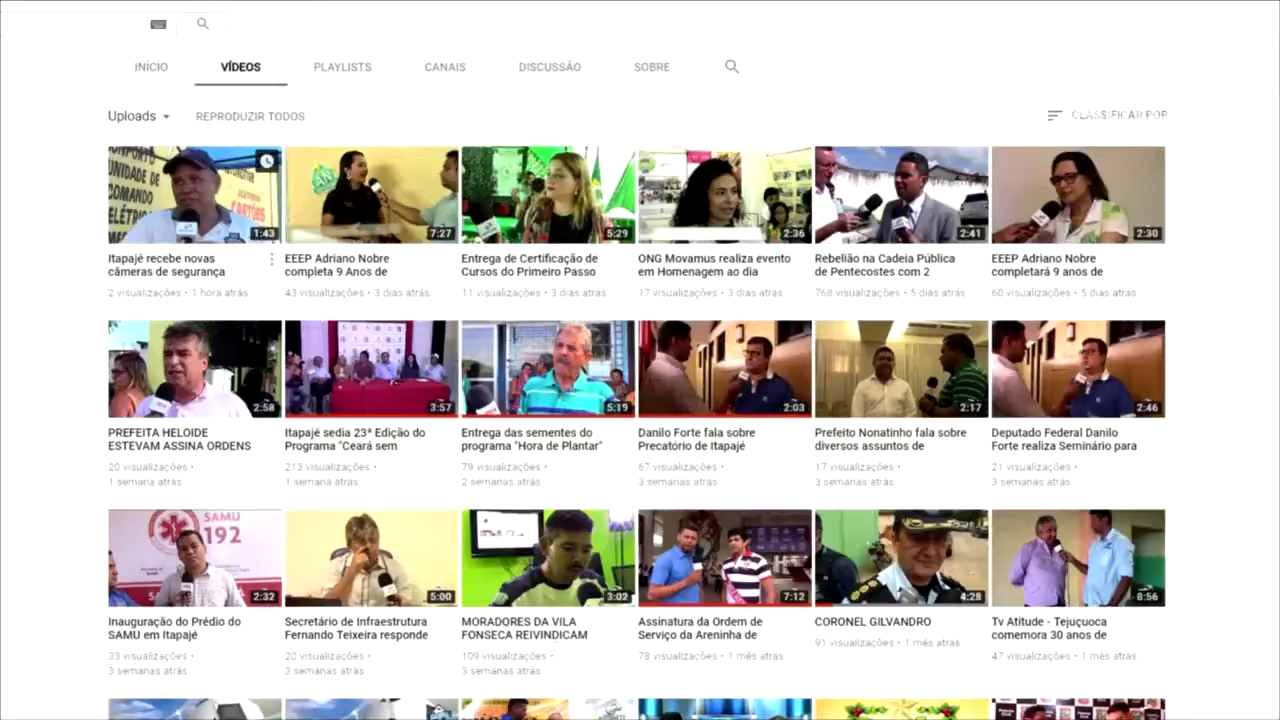 INÍCIO
VÍDEOS
PLAYLISTS
CANAIS
DISCUSSÃO
SOBRE
Uploads
REPRODUZIR TODOS
CLASSIFICAR POR
UNIDADE DE
COMANDO
CARTÕES
1:43
7:27
5:29
2:36
2:41
2:30
Itapajé recebe novas
câmeras de segurança
2 visualizações • 1 hora atrás
EEEP Adriano Nobre
completa 9 Anos de
43 visualizações • 3 dias atrás
Entrega de Certificação de
Cursos do Primeiro Passo
11 visualizações • 3 dias atrás
ONG Movamus realiza evento
em Homenagem ao dia
17 visualizações • 3 dias atrás
Rebelião na Cadeia Pública
de Pentecostes com 2
768 visualizações • 5 dias atrás
EEEP Adriano Nobre
completará 9 anos de
60 visualizações • 5 dias atrás
2:58
3:57
5:19
2:03
2:17
2:46
PREFEITA HELOIDE
ESTEVAM ASSINA ORDENS
20 visualizações •
1 semana atrás
Itapajé sedia 23ª Edição do
Programa "Ceará sem
213 visualizações •
1 semana atrás
Entrega das sementes do
programa "Hora de Plantar"
79 visualizações •
2 semanas atrás
Danilo Forte fala sobre
Precatório de Itapajé
67 visualizações •
3 semanas atrás
Prefeito Nonatinho fala sobre
diversos assuntos de
17 visualizações •
3 semanas atrás
Deputado Federal Danilo
Forte realiza Seminário para
21 visualizações •
3 semanas atrás
SAMU
192
2:32
5:00
3:02
7:12
4:28
8:56
Inauguração do Prédio do
SAMU em Itapajé
33 visualizações •
3 semanas atrás
Secretário de Infraestrutura
Fernando Teixeira responde
20 visualizações •
3 semanas atrás
MORADORES DA VILA
FONSECA REIVINDICAM
109 visualizações •
3 semanas atrás
Assinatura da Ordem de
Serviço da Areninha de
78 visualizações • 1 mês atrás
CORONEL GILVANDRO
91 visualizações • 1 mês atrás
Tv Atitude - Tejuçuoca
comemora 30 anos de
47 visualizações • 1 mês atrás